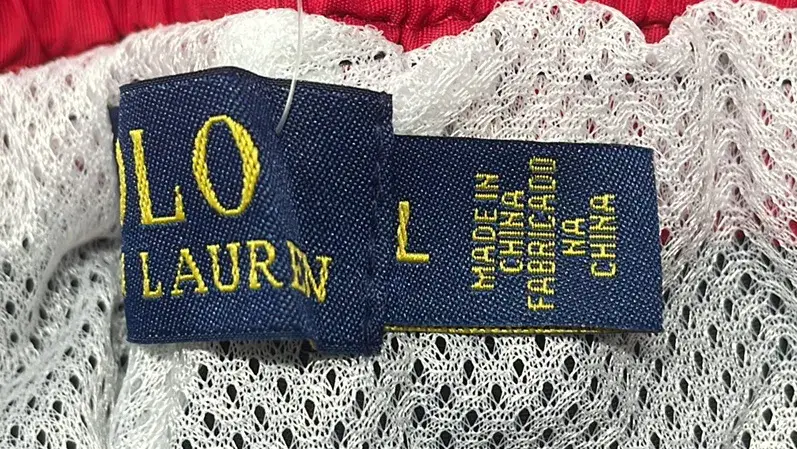 OLO
LAUREN
L
MADE IN
CHINA
FABRICADO
NA
CHINA